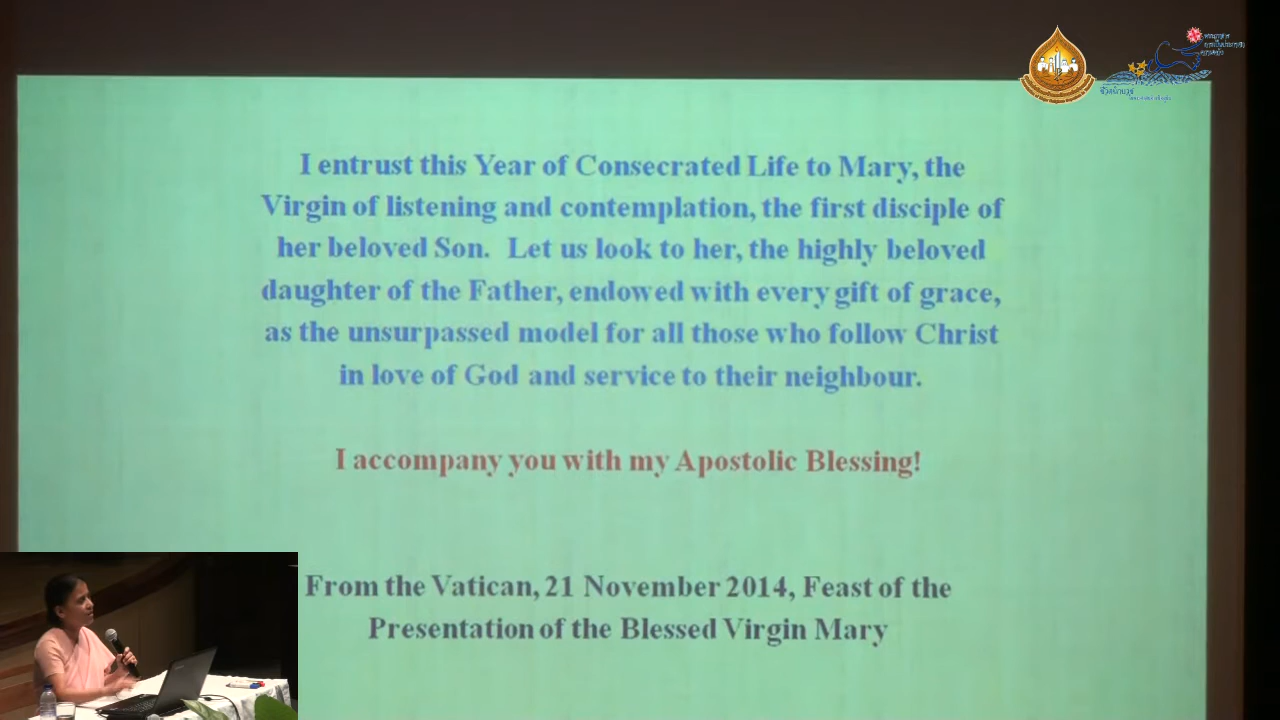 I entrust this Year of Consecrated Life to Mary, the
Virgin of listening and contemplation, the first disciple of
her beloved Son.  Let us look to her, the highly beloved
daughter of the Father, endowed with every gift of grace,
as the unsurpassed model for all those who follow Christ
in love of God and service to their neighbour.
I accompany you with my Apostolic Blessing!
From the Vatican, 21 November 2014, Feast of the
Presentation of the Blessed Virgin Mary